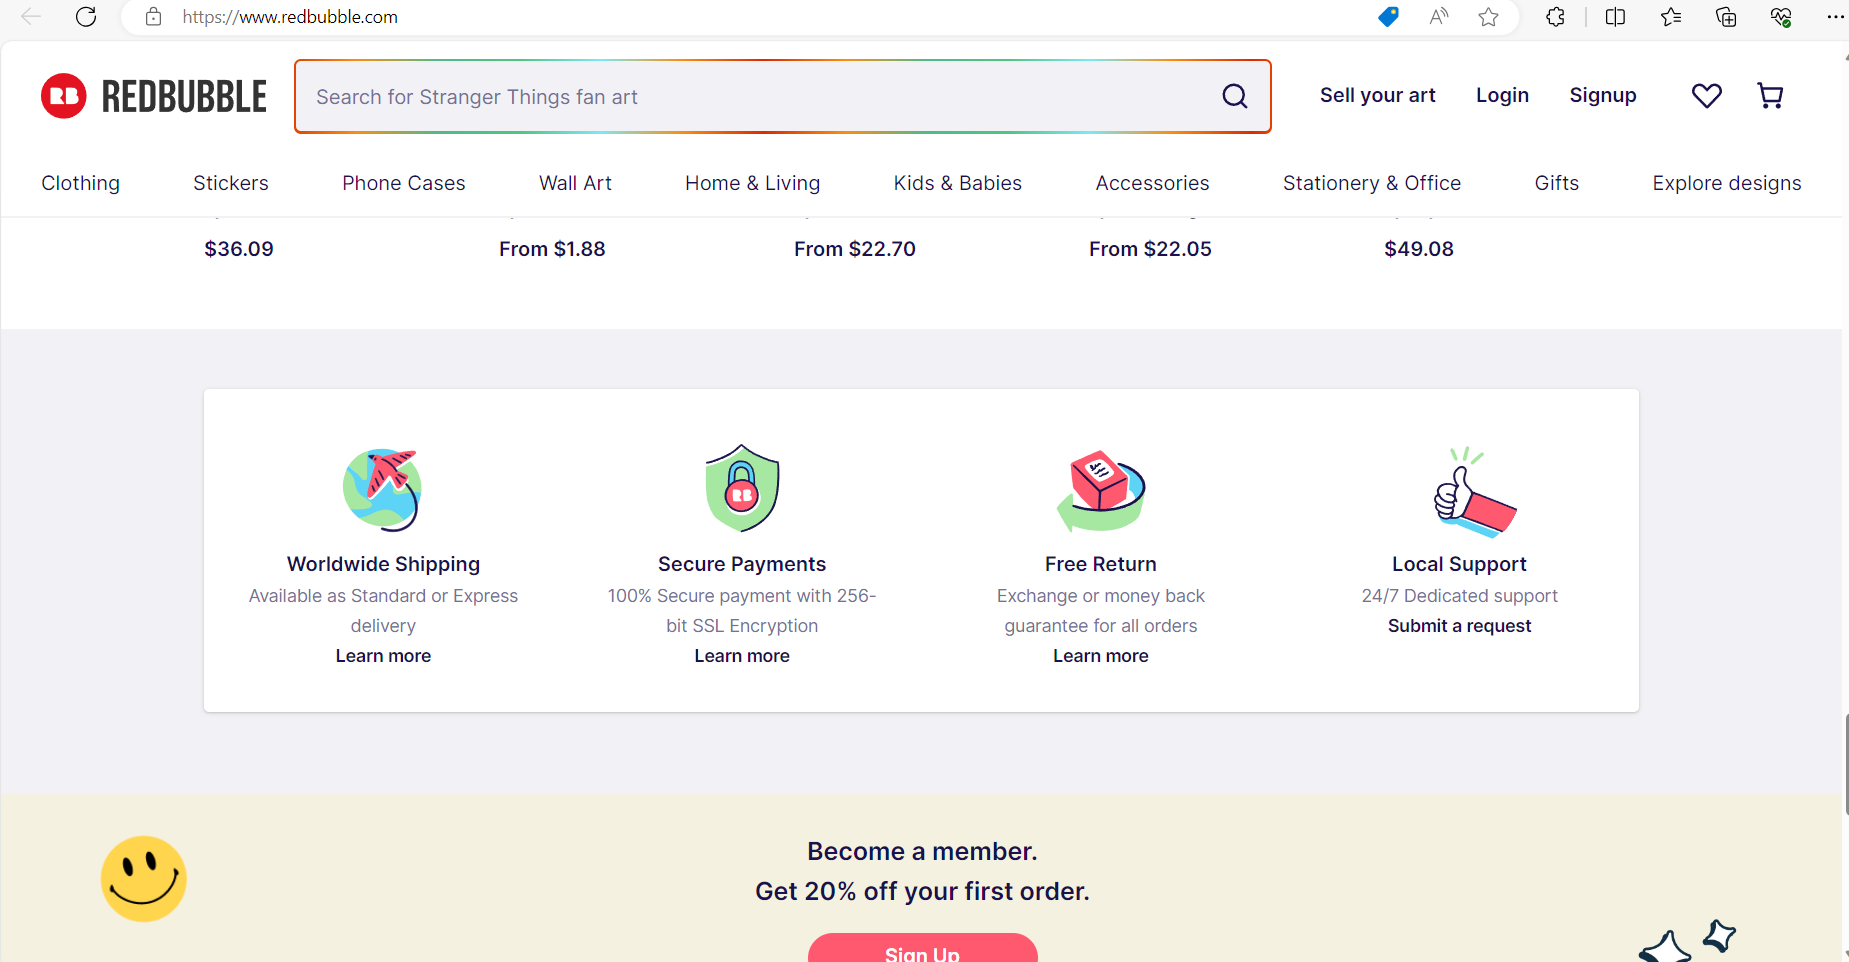 https://www.redbubble.com
RB REDBUBBLE
Search for Stranger Things fan art
Sell your art Login Signup
Clothing Stickers Phone Cases Wall Art Home & Living Kids & Babies Accessories Stationery & Office Gifts Explore designs
$36.09 From $1.88 From $22.70 From $22.05 $49.08
RB
Worldwide Shipping
Available as Standard or Express
delivery
Learn more
Secure Payments
100% Secure payment with 256-
bit SSL Encryption
Learn more
Free Return
Exchange or money back
guarantee for all orders
Learn more
Local Support
24/7 Dedicated support
Submit a request
Become a member.
Get 20% off your first order.
Sign Up